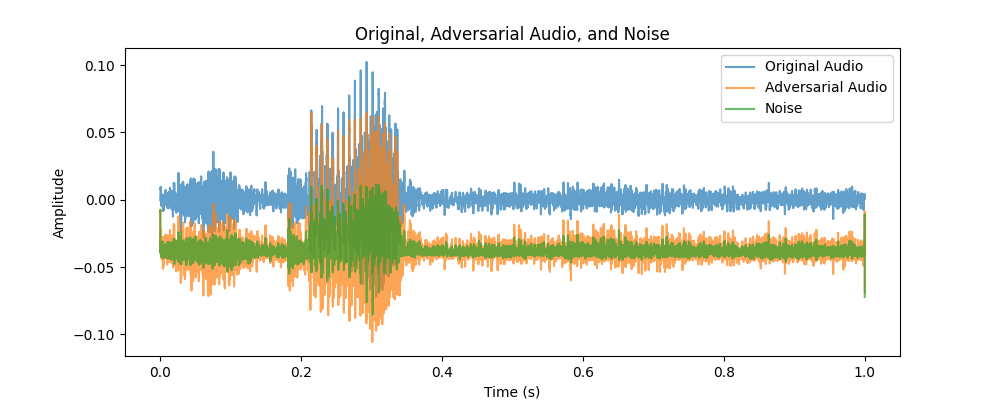 Original, Adversarial Audio, and Noise
Original Audio
Adversarial Audio
Noise
Amplitude
0.10
0.05
0.00
−0.05
−0.10
0.0
0.2
0.4
0.6
0.8
1.0
Time (s)